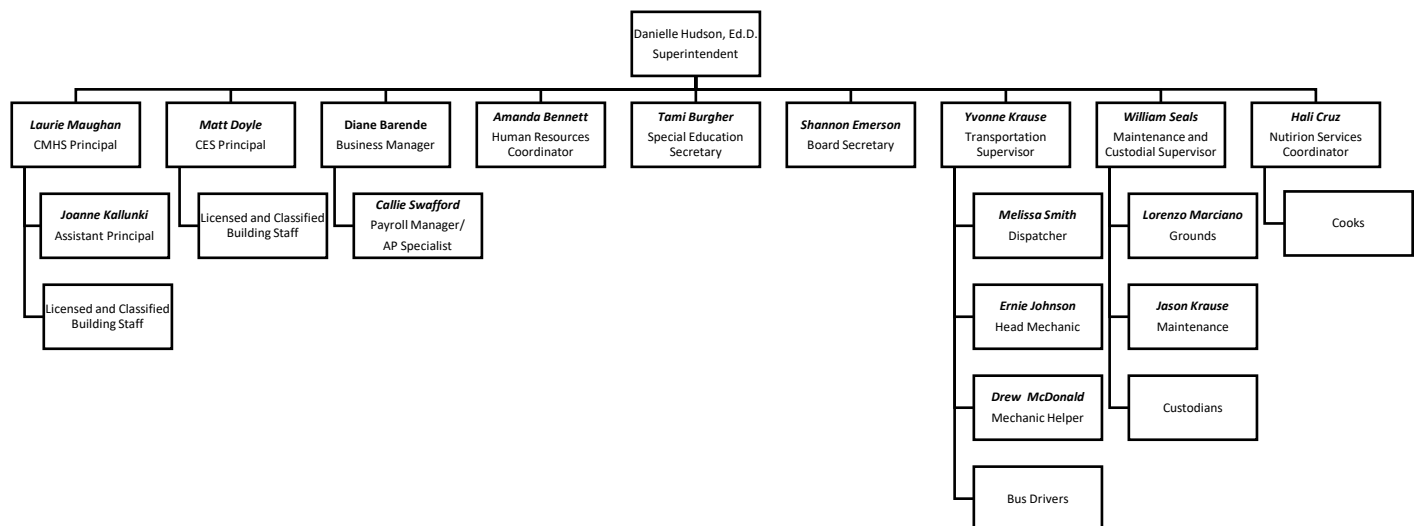 Danielle Hudson, Ed.D.
Superintendent
Laurie Maughan
CMHS Principal
Matt Doyle
CES Principal
Diane Barende
Business Manager
Amanda Bennett
Human Resources
Coordinator
Tami Burgher
Special Education
Secretary
Shannon Emerson
Board Secretary
Yvonne Krause
Transportation
Supervisor
William Seals
Maintenance and
Custodial Supervisor
Hali Cruz
Nutirion Services
Coordinator
Joanne Kallunki
Assistant Principal
Licensed and Classified
Building Staff
Callie Swafford
Payroll Manager/
AP Specialist
Melissa Smith
Dispatcher
Lorenzo Marciano
Grounds
Cooks
Licensed and Classified
Building Staff
Ernie Johnson
Head Mechanic
Jason Krause
Maintenance
Drew McDonald
Mechanic Helper
Custodians
Bus Drivers